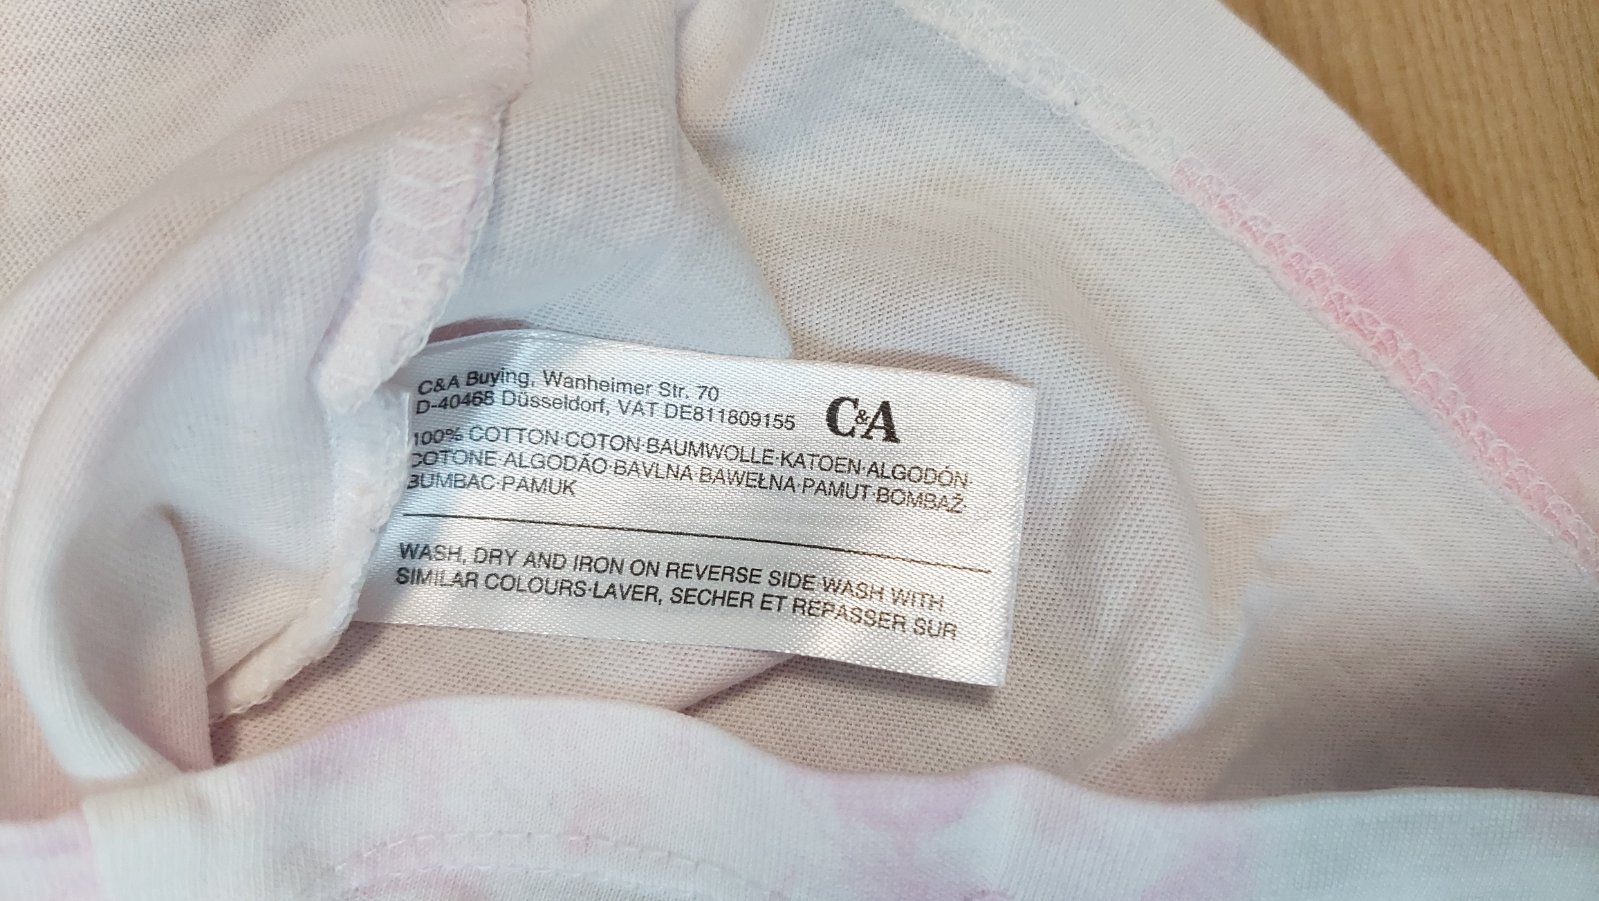 C&A Buying, Wanheimer Str. 70
D-40468 Düsseldorf, VAT DE811809155
C&A
100% COTTON·COTON·BAUMWOLLE·KATOEN·ALGODÓN·
COTONE ALGODÃO·BAVLNA BAWEŁNA·PAMUT·BOMBAŽ·
BUMBAC·PAMUK
WASH, DRY AND IRON ON REVERSE SIDE WASH WITH
SIMILAR COLOURS·LAVER, SECHER ET REPASSER SUR